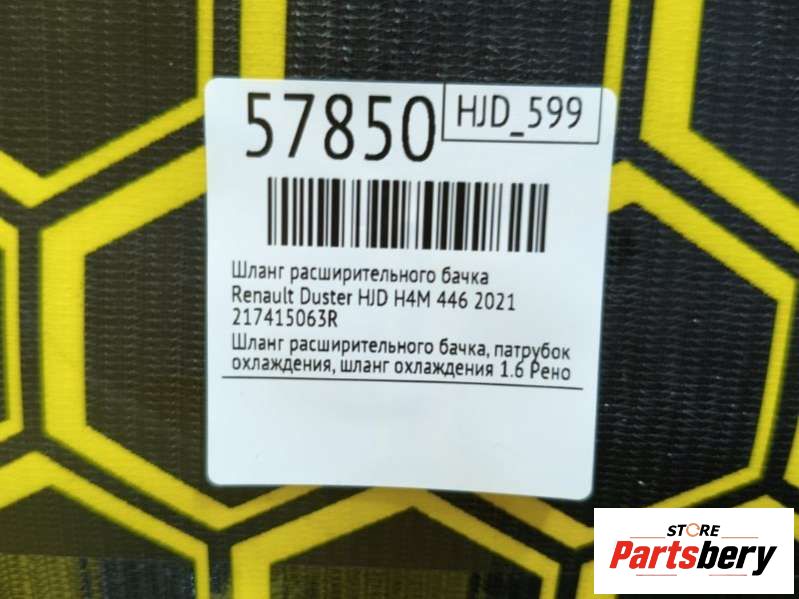 57850
HJD_599
Шланг расширительного бачка
Renault Duster HJD H4M 446 2021
217415063R
Шланг расширительного бачка, патрубок
охлаждения, шланг охлаждения 1.6 Рено
STORE
Partsbery